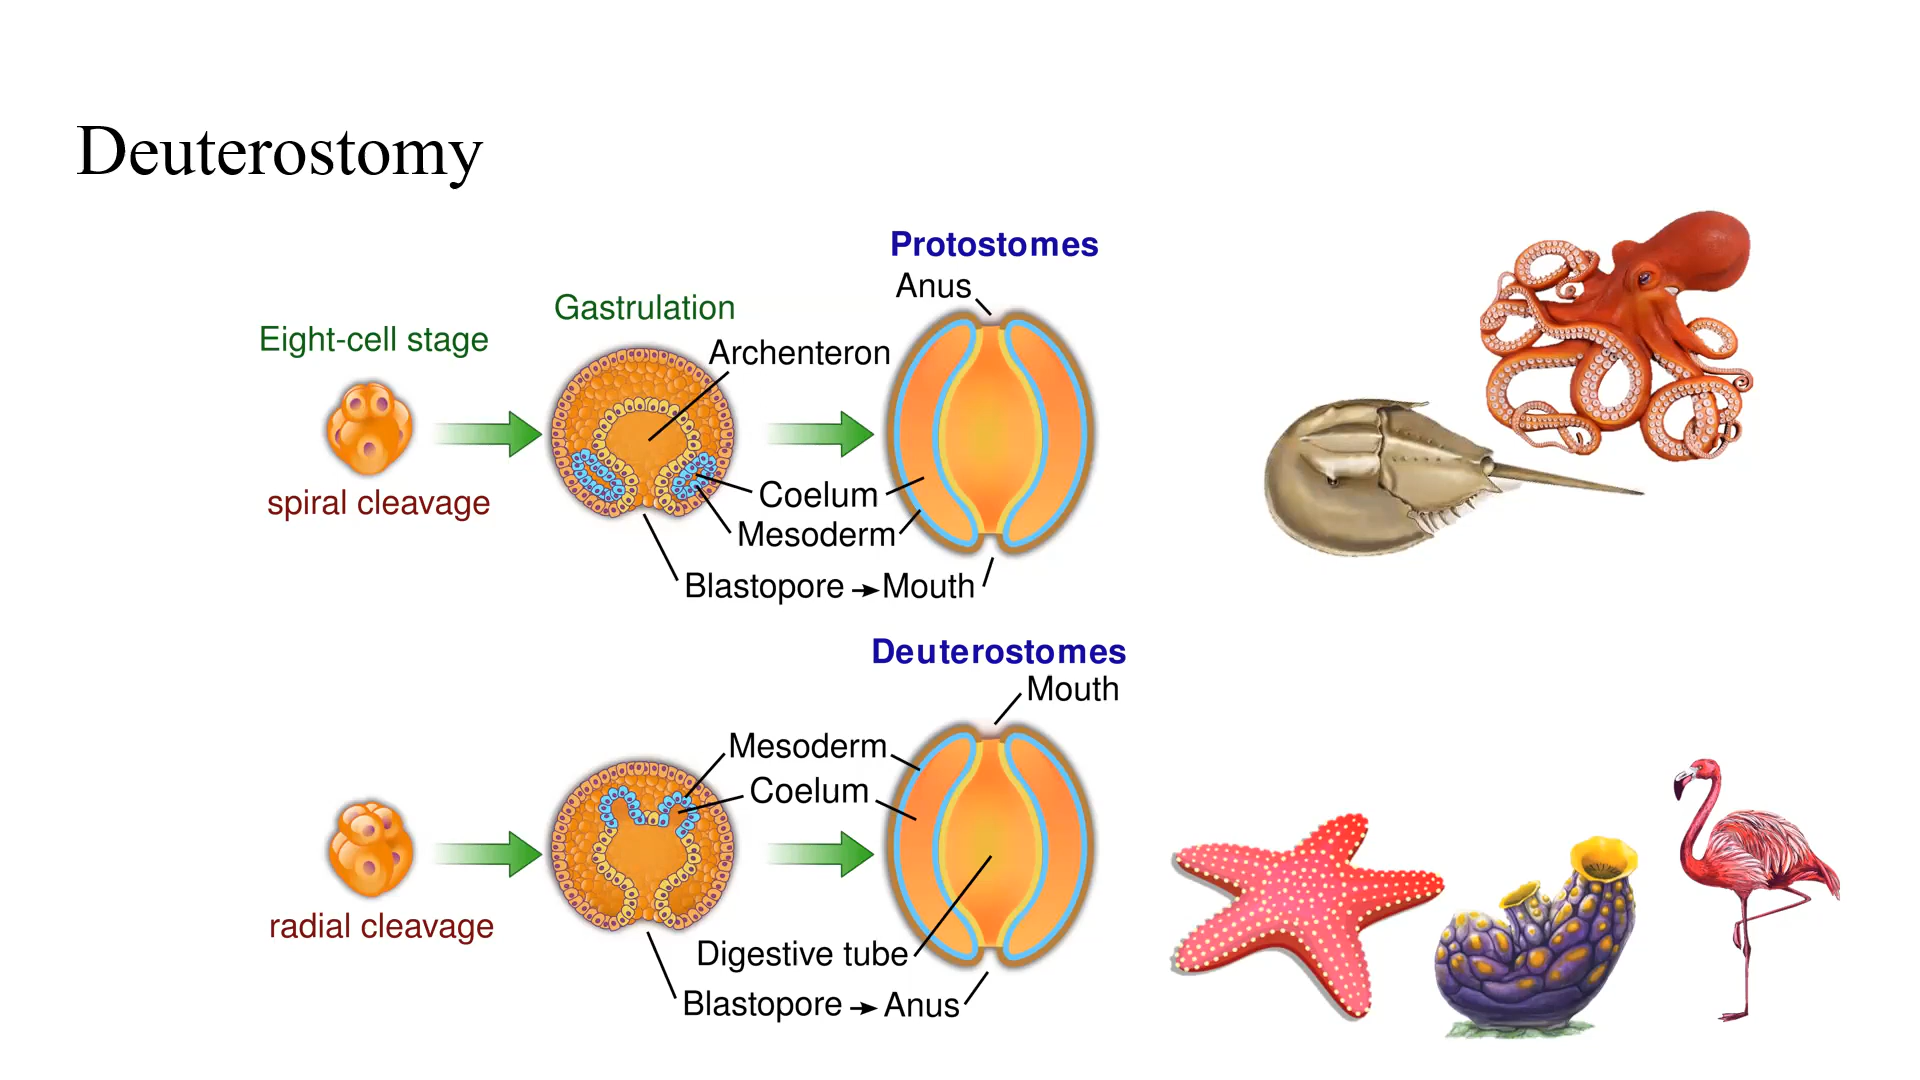 Deuterostomy
Protostomes
Anus
Gastrulation
Eight-cell stage
Archenteron
spiral cleavage
Coelum
Mesoderm
Blastopore → Mouth
Deuterostomes
Mouth
Mesoderm
Coelum
radial cleavage
Digestive tube
Blastopore → Anus